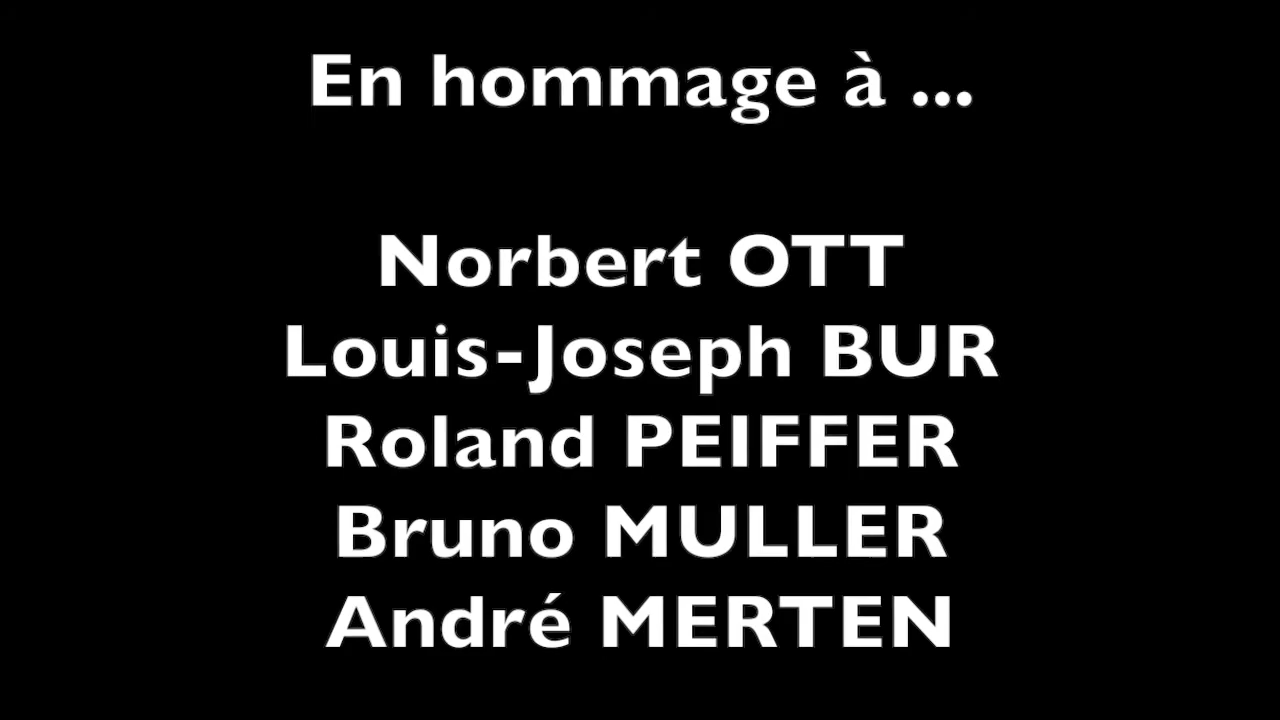 En hommage à ...
Norbert OTT
Louis-Joseph BUR
Roland PEIFFER
Bruno MULLER
André MERTEN